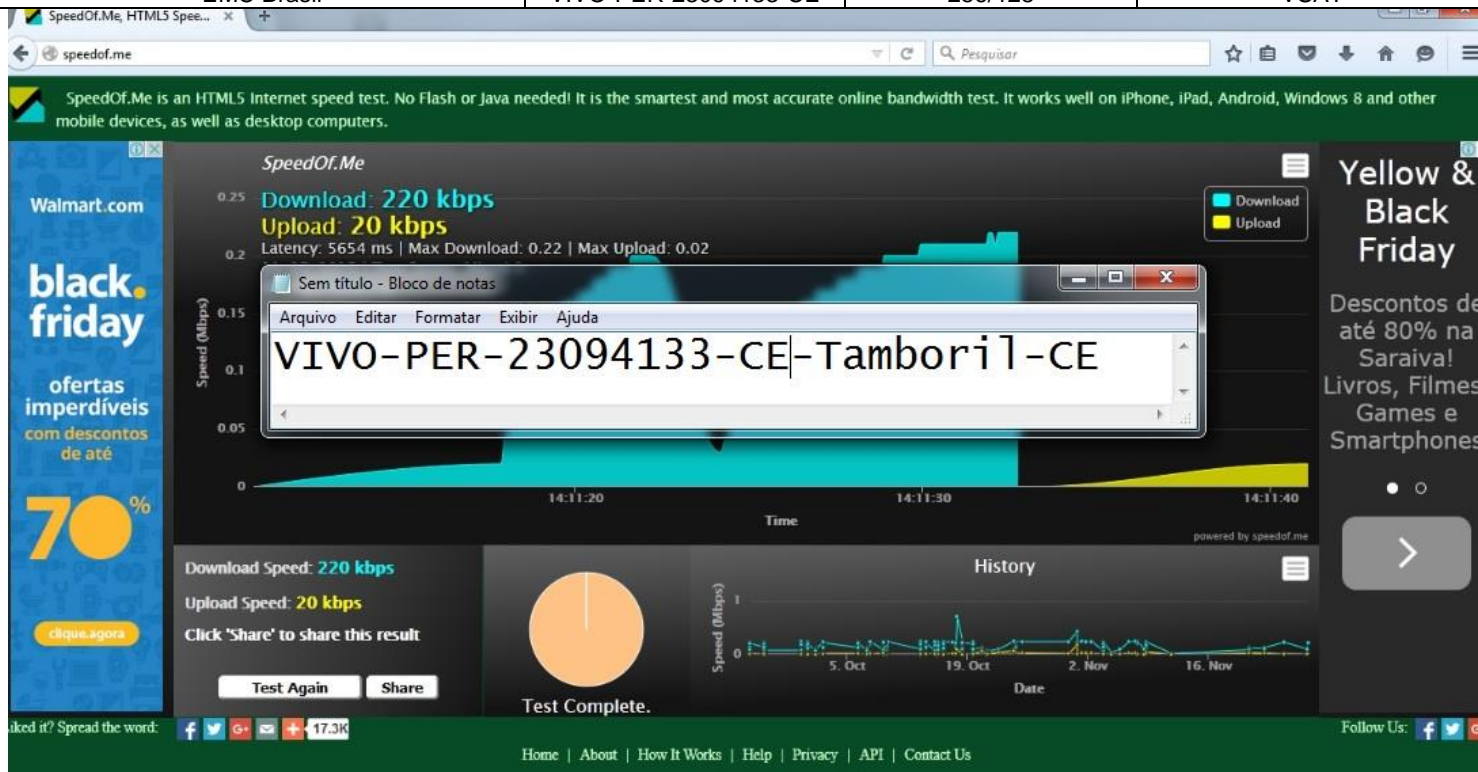 EMC Brasil
SpeedOf.Me, HTML5 Spee... × +
speedof.me
Pesquisar
SpeedOf.Me is an HTML5 Internet speed test. No Flash or Java needed! It is the smartest and most accurate online bandwidth test. It works well on iPhone, iPad, Android, Windows 8 and other
mobile devices, as well as desktop computers.
Walmart.com
black.
friday
ofertas
imperdíveis
com descontos
de até
70%
clique.agora
SpeedOf.Me
Download: 220 kbps
Upload: 20 kbps
Latency: 5654 ms | Max Download: 0.22 | Max Upload: 0.02
Download
Upload
0.25
0.2
0.15
0.1
0.05
0
Speed (Mbps)
Sem título - Bloco de notas
Arquivo Editar Formatar Exibir Ajuda
VIVO-PER-23094133-CE-Tamboril-CE
14:11:20 14:11:30 14:11:40
Time
powered by speedof.me
Download Speed: 220 kbps
Upload Speed: 20 kbps
Click 'Share' to share this result
Test Again Share
Test Complete.
History
Speed (Mbps)
1
0
5. Oct 19. Oct 2. Nov 16. Nov
Date
Yellow &
Black
Friday
Descontos de
até 80% na
Saraiva!
Livros, Filmes
Games e
Smartphones
Liked it? Spread the word: 17.3K
Follow Us:
Home | About | How It Works | Help | Privacy | API | Contact Us